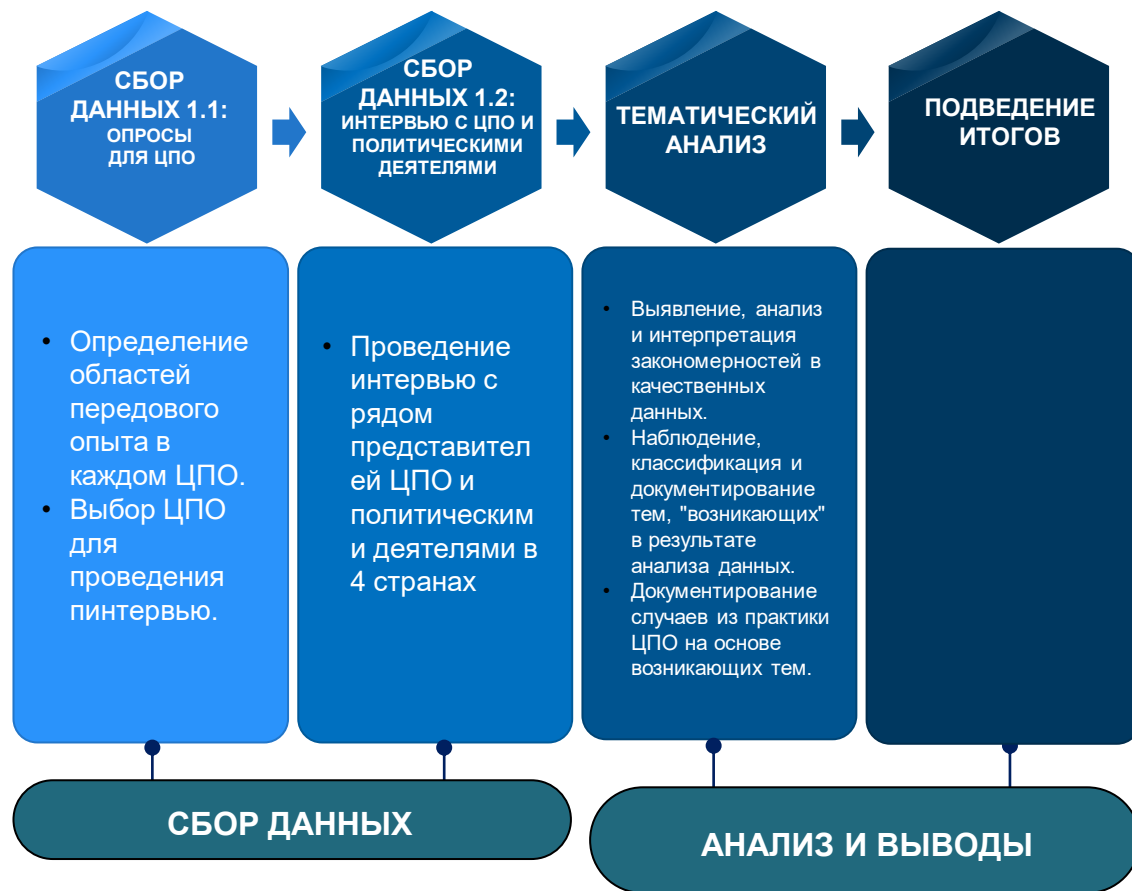 СБОР
ДАННЫХ 1.1:
ОПРОСЫ
ДЛЯ ЦПО
СБОР
ДАННЫХ 1.2:
ИНТЕРВЬЮ С ЦПО И
ПОЛИТИЧЕСКИМИ
ДЕЯТЕЛЯМИ
ТЕМАТИЧЕСКИЙ
АНАЛИЗ
ПОДВЕДЕНИЕ
ИТОГОВ
• Определение
областей
передового
опыта в
каждом ЦПО.
• Выбор ЦПО
для
проведения
пинтервью.
• Проведение
интервью с
рядом
представител
ей ЦПО и
политическим
и деятелями в
4 странах
• Выявление, анализ
и интерпретация
закономерностей в
качественных
данных.
• Наблюдение,
классификация и
документирование
тем, "возникающих"
в результате
анализа данных.
• Документирование
случаев из практики
ЦПО на основе
возникающих тем.
СБОР ДАННЫХ
АНАЛИЗ И ВЫВОДЫ